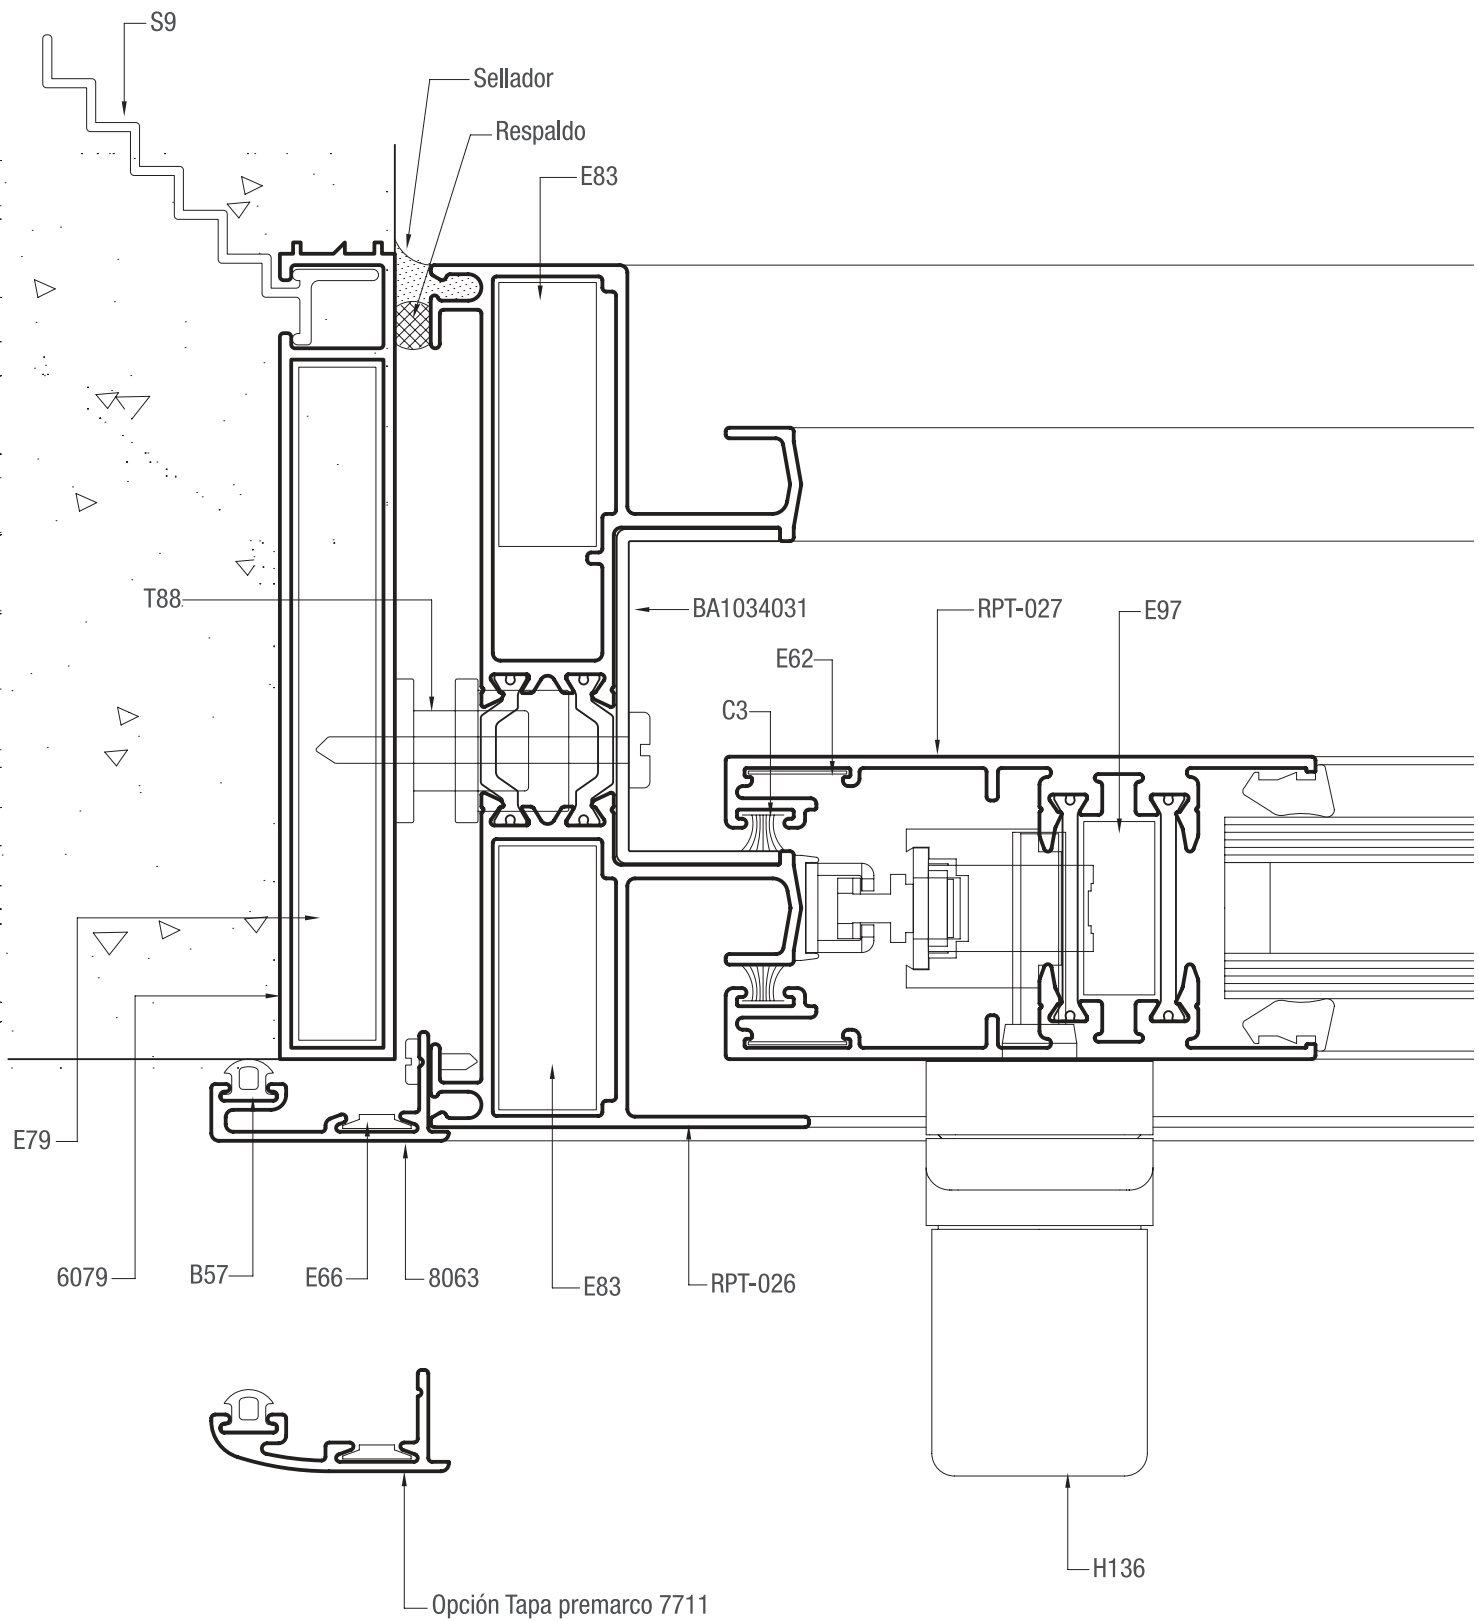 S9
Sellador
Respaldo
E83
T88
BA1034031
RPT-027
E97
E62
C3
E79
6079
B57
E66
8063
E83
RPT-026
H136
Opción Tapa premarco 7711